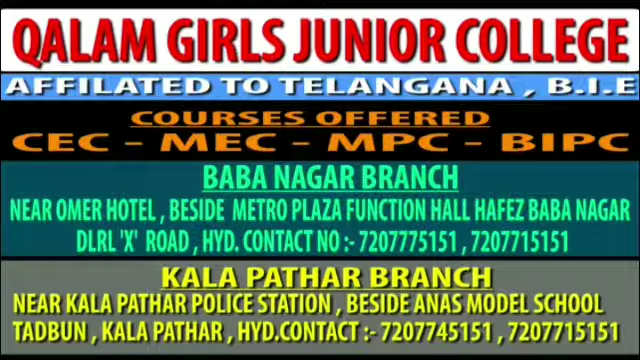 QALAM GIRLS JUNIOR COLLEGE
AFFILATED TO TELANGANA , B.I.E
COURSES OFFERED
CEC - MEC - MPC - BIPC
BABA NAGAR BRANCH
NEAR OMER HOTEL , BESIDE METRO PLAZA FUNCTION HALL HAFEZ BABA NAGAR
DLRL 'X' ROAD , HYD. CONTACT NO :- 7207775151 , 7207715151
KALA PATHAR BRANCH
NEAR KALA PATHAR POLICE STATION , BESIDE ANAS MODEL SCHOOL
TADBUN , KALA PATHAR , HYD.CONTACT :- 7207745151 , 7207715151